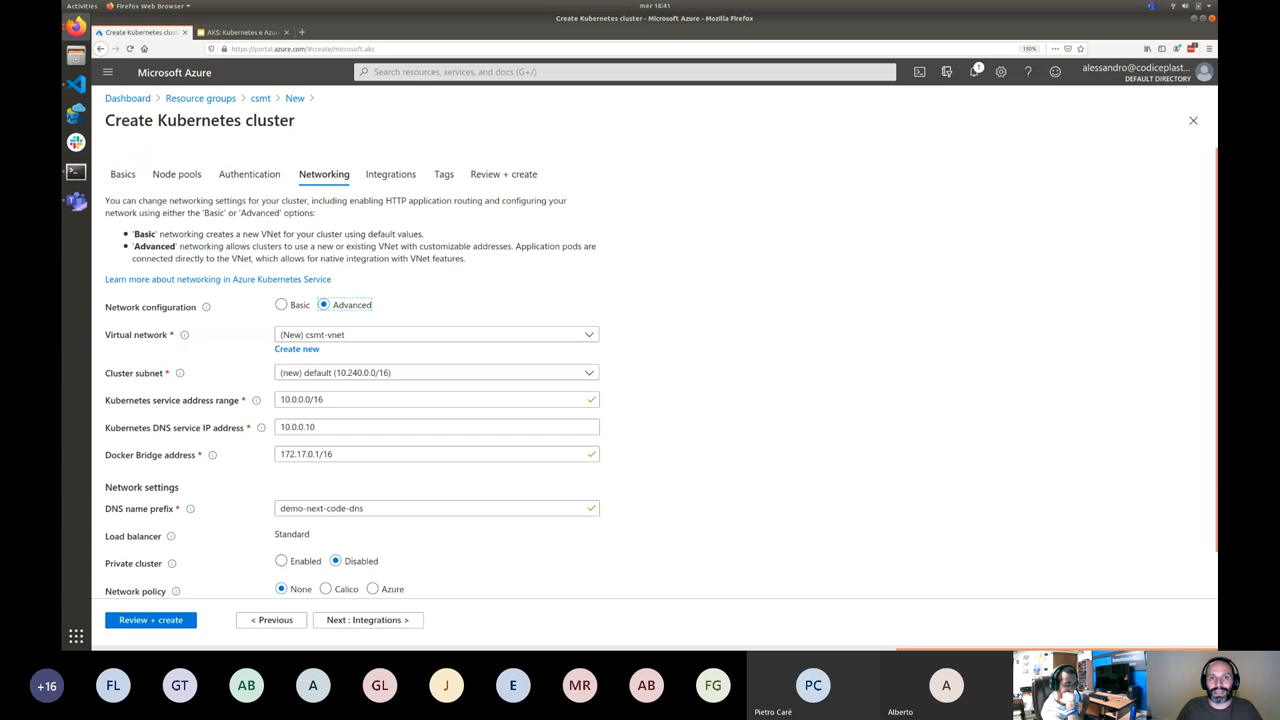 Activities
Firefox Web Browser
mer 18:41
Create Kubernetes cluster - Microsoft Azure - Mozilla Firefox
Create Kubernetes clust
AKS: Kubernetes e Azur
https://portal.azure.com/#create/microsoft.aks
150%
Microsoft Azure
Search resources, services, and docs (G+/)
1
alessandro@codiceplast...
DEFAULT DIRECTORY
Dashboard > Resource groups > csmt > New >
Create Kubernetes cluster
Basics Node pools Authentication Networking Integrations Tags Review + create
You can change networking settings for your cluster, including enabling HTTP application routing and configuring your
network using either the 'Basic' or 'Advanced' options:
'Basic' networking creates a new VNet for your cluster using default values.
'Advanced' networking allows clusters to use a new or existing VNet with customizable addresses. Application pods are
connected directly to the VNet, which allows for native integration with VNet features.
Learn more about networking in Azure Kubernetes Service
Network configuration Basic Advanced
Virtual network * (New) csmt-vnet
Create new
Cluster subnet * (new) default (10.240.0.0/16)
Kubernetes service address range * 10.0.0.0/16
Kubernetes DNS service IP address * 10.0.0.10
Docker Bridge address * 172.17.0.1/16
Network settings
DNS name prefix * demo-next-code-dns
Load balancer Standard
Private cluster Enabled Disabled
Network policy None Calico Azure
Review + create < Previous Next : Integrations >
+16 FL GT AB A GL J E MR AB FG PC A
Pietro Carè Alberto